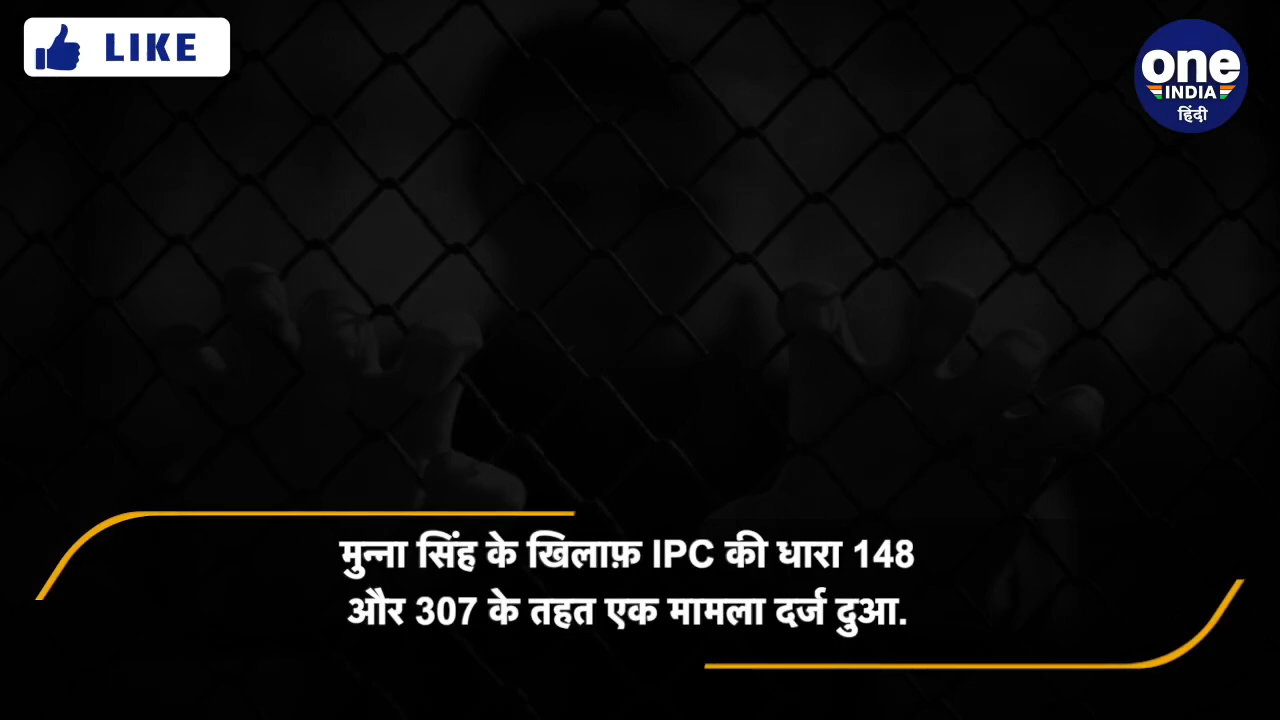 LIKE
one
INDIA
हिंदी
मुन्ना सिंह के खिलाफ़ IPC की धारा 148
और 307 के तहत एक मामला दर्ज दुआ.